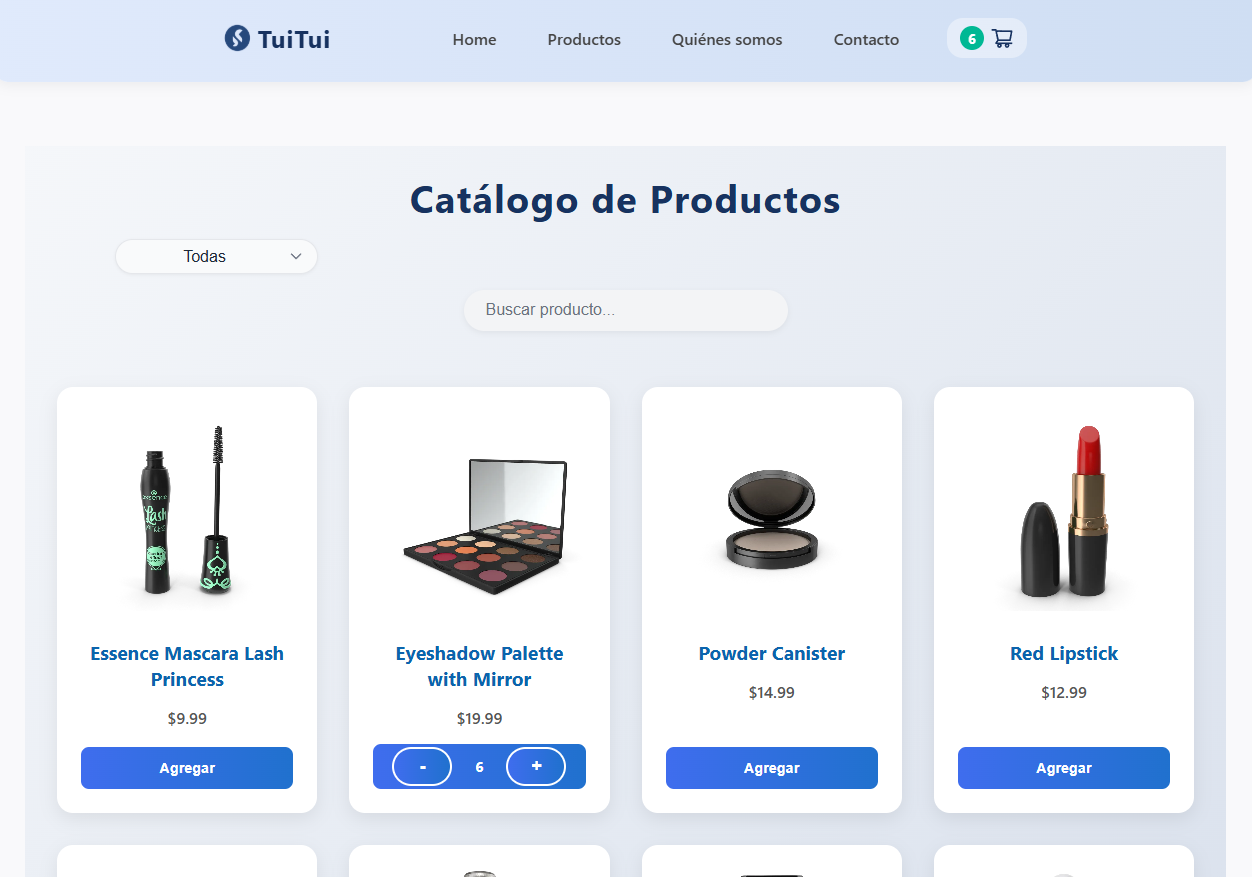 TuiTui
Home
Productos
Quiénes somos
Contacto
6
Catálogo de Productos
Todas
Buscar producto...
essence
Lash
Essence Mascara Lash
Princess
$9.99
Agregar
Eyeshadow Palette
with Mirror
$19.99
-
6
+
Powder Canister
$14.99
Agregar
Red Lipstick
$12.99
Agregar